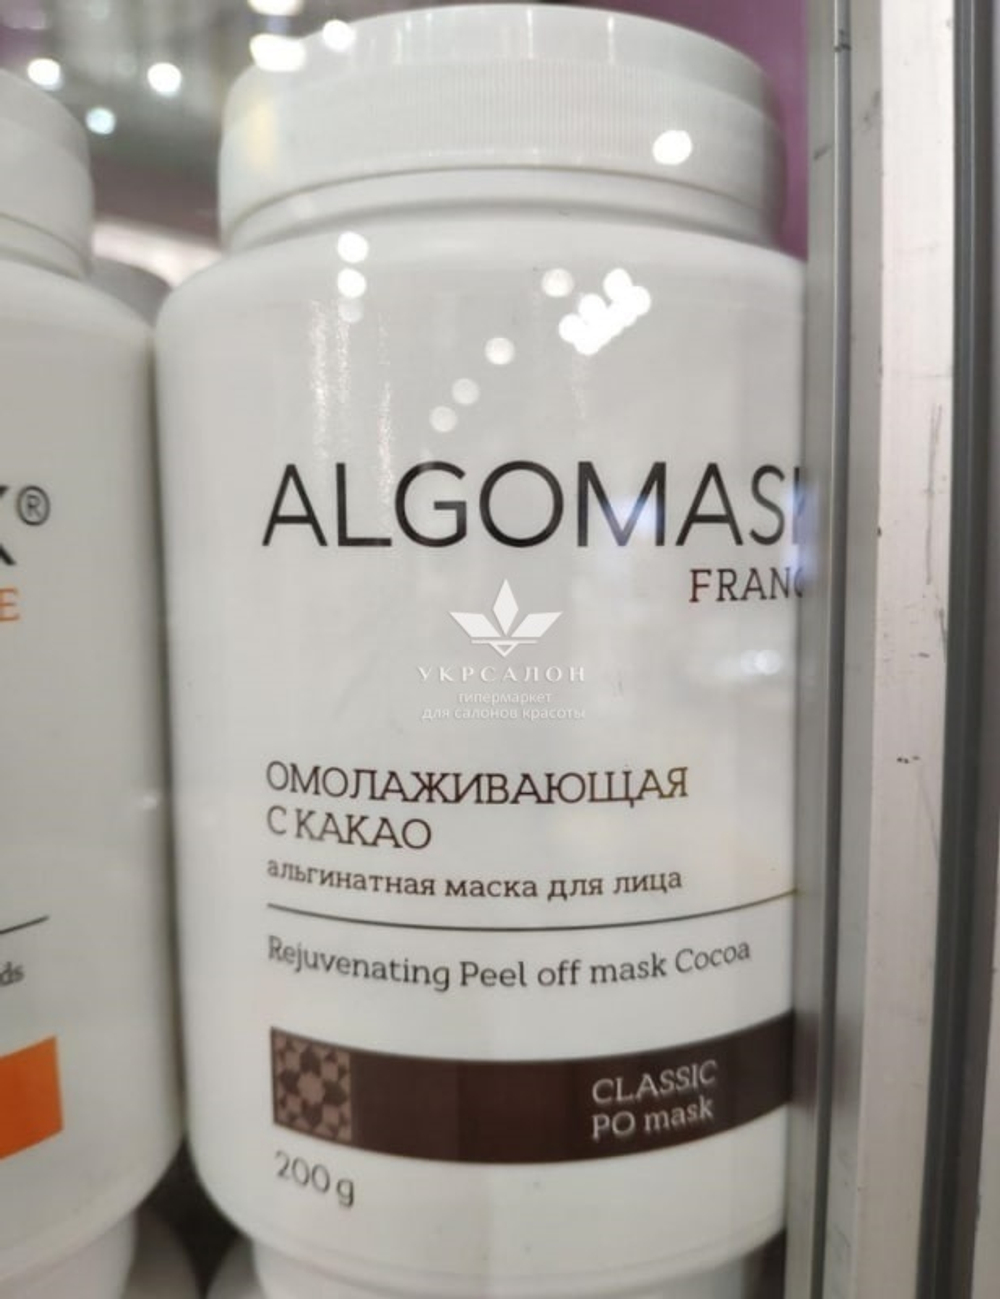 ALGOMASK
FRANC
УКРСАЛОН
гипермаркет
для салонов красоты
ОМОЛАЖИВАЮЩАЯ
С КАКАО
альгинатная маска для лица
Rejuvenating Peel off mask Cocoa
CLASSIC
PO mask
200 g
®
E
ds